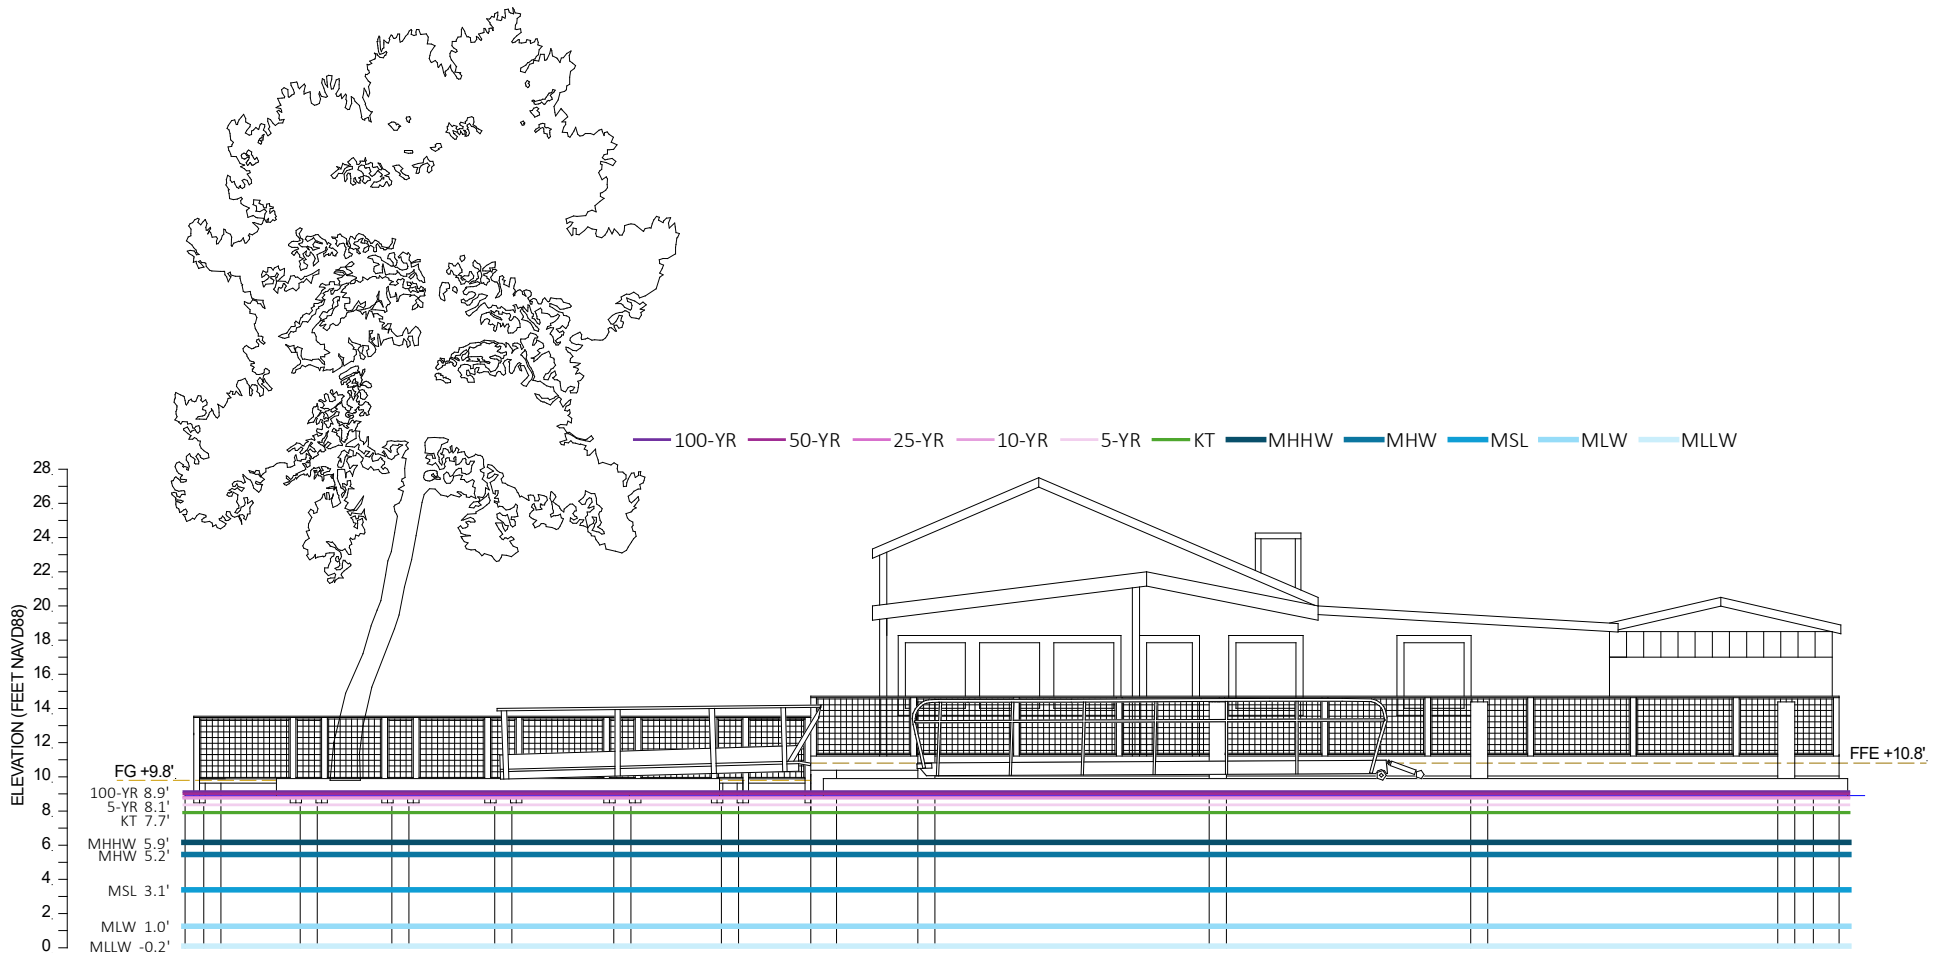 100-YR 50-YR 25-YR 10-YR 5-YR KT MHHW MHW MSL MLW MLLW
ELEVATION (FEET NAVD88)
28
26
24
22
20
18
16
14
12
10
8
6
4
2
0
FG +9.8'
100-YR 8.9'
5-YR 8.1'
KT 7.7'
MHHW 5.9'
MHW 5.2'
MSL 3.1'
MLW 1.0'
MLLW -0.2'
FFE +10.8'